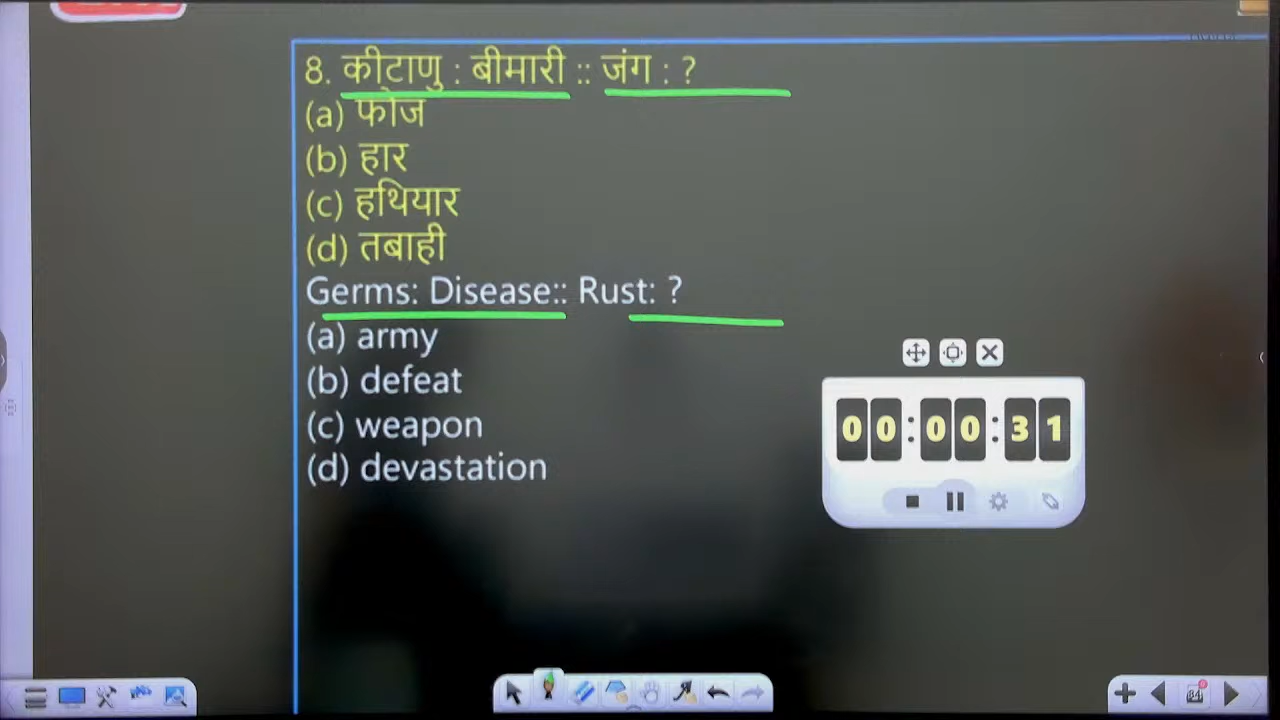 8. कीटाणु : बीमारी :: जंग : ?
(a) फोज
(b) हार
(c) हथियार
(d) तबाही
Germs: Disease:: Rust: ?
(a) army
(b) defeat
(c) weapon
(d) devastation
00:00:31